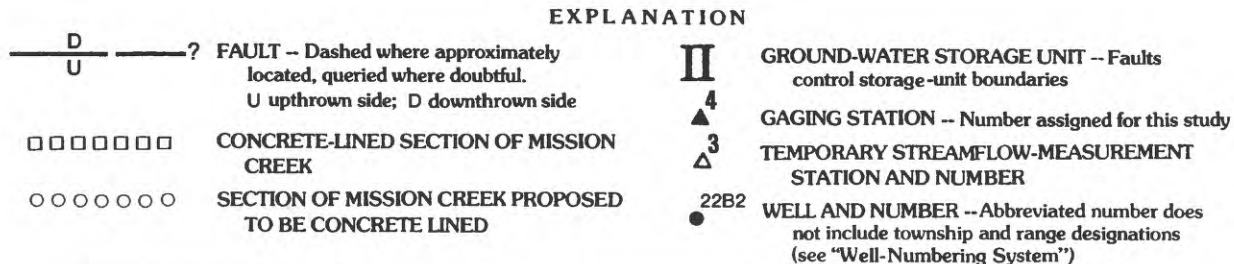 EXPLANATION
D
U
?
FAULT -- Dashed where approximately
located, queried where doubtful.
U upthrown side; D downthrown side
CONCRETE-LINED SECTION OF MISSION
CREEK
SECTION OF MISSION CREEK PROPOSED
TO BE CONCRETE LINED
II
GROUND-WATER STORAGE UNIT -- Faults
control storage-unit boundaries
4
GAGING STATION -- Number assigned for this study
3
TEMPORARY STREAMFLOW-MEASUREMENT
STATION AND NUMBER
22B2
WELL AND NUMBER -- Abbreviated number does
not include township and range designations
(see "Well-Numbering System")